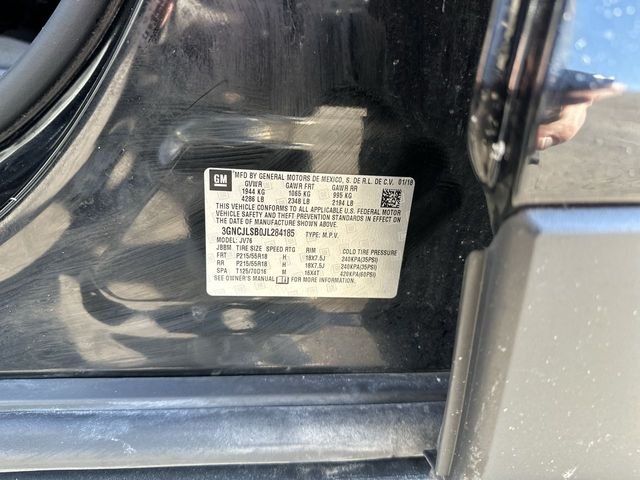 GM MFD BY GENERAL MOTORS DE MEXICO, S. DE R.L. DE C.V. 01/18
GVWR GAWR FRT GAWR RR
1944 KG 1065 KG 995 KG
4286 LB 2348 LB 2194 LB
THIS VEHICLE CONFORMS TO ALL APPLICABLE U.S. FEDERAL MOTOR
VEHICLE SAFETY AND THEFT PREVENTION STANDARDS IN EFFECT ON
THE DATE OF MANUFACTURE SHOWN ABOVE.
3GNCJLSB0JL284185 TYPE: M.P.V.
MODEL: JV76
JBBM TIRE SIZE SPEED RTG RIM COLD TIRE PRESSURE
FRT P215/55R18 H 18X7.5J 240KPA(35PSI)
RR P215/55R18 H 18X7.5J 240KPA(35PSI)
SPA T125/70D16 M 16X4T 420KPA(60PSI)
SEE OWNER'S MANUAL FOR MORE INFORMATION.